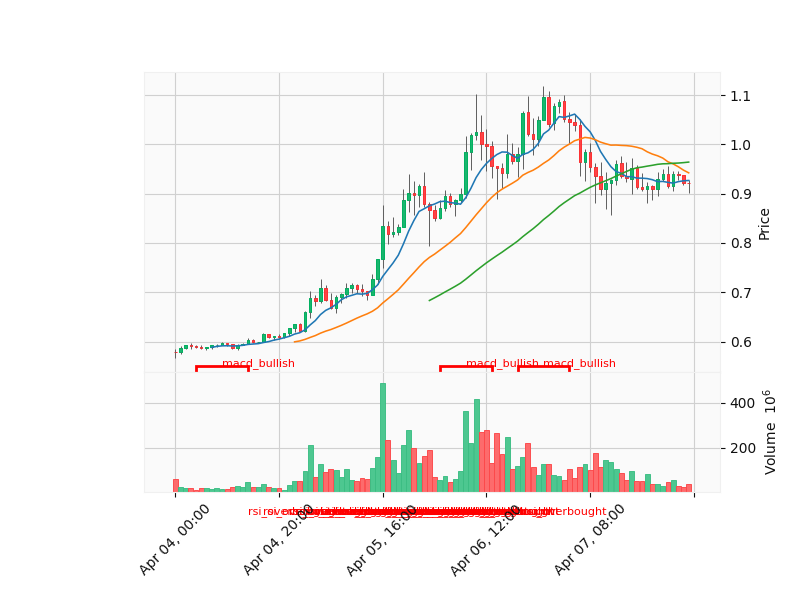 1.1
1.0
0.9
0.8
0.7
0.6
Price
macd_bullish
macd_bullish
macd_bullish
400
200
Volume 10^6
Apr 04, 00:00
Apr 04, 20:00
Apr 05, 16:00
Apr 06, 12:00
Apr 07, 08:00